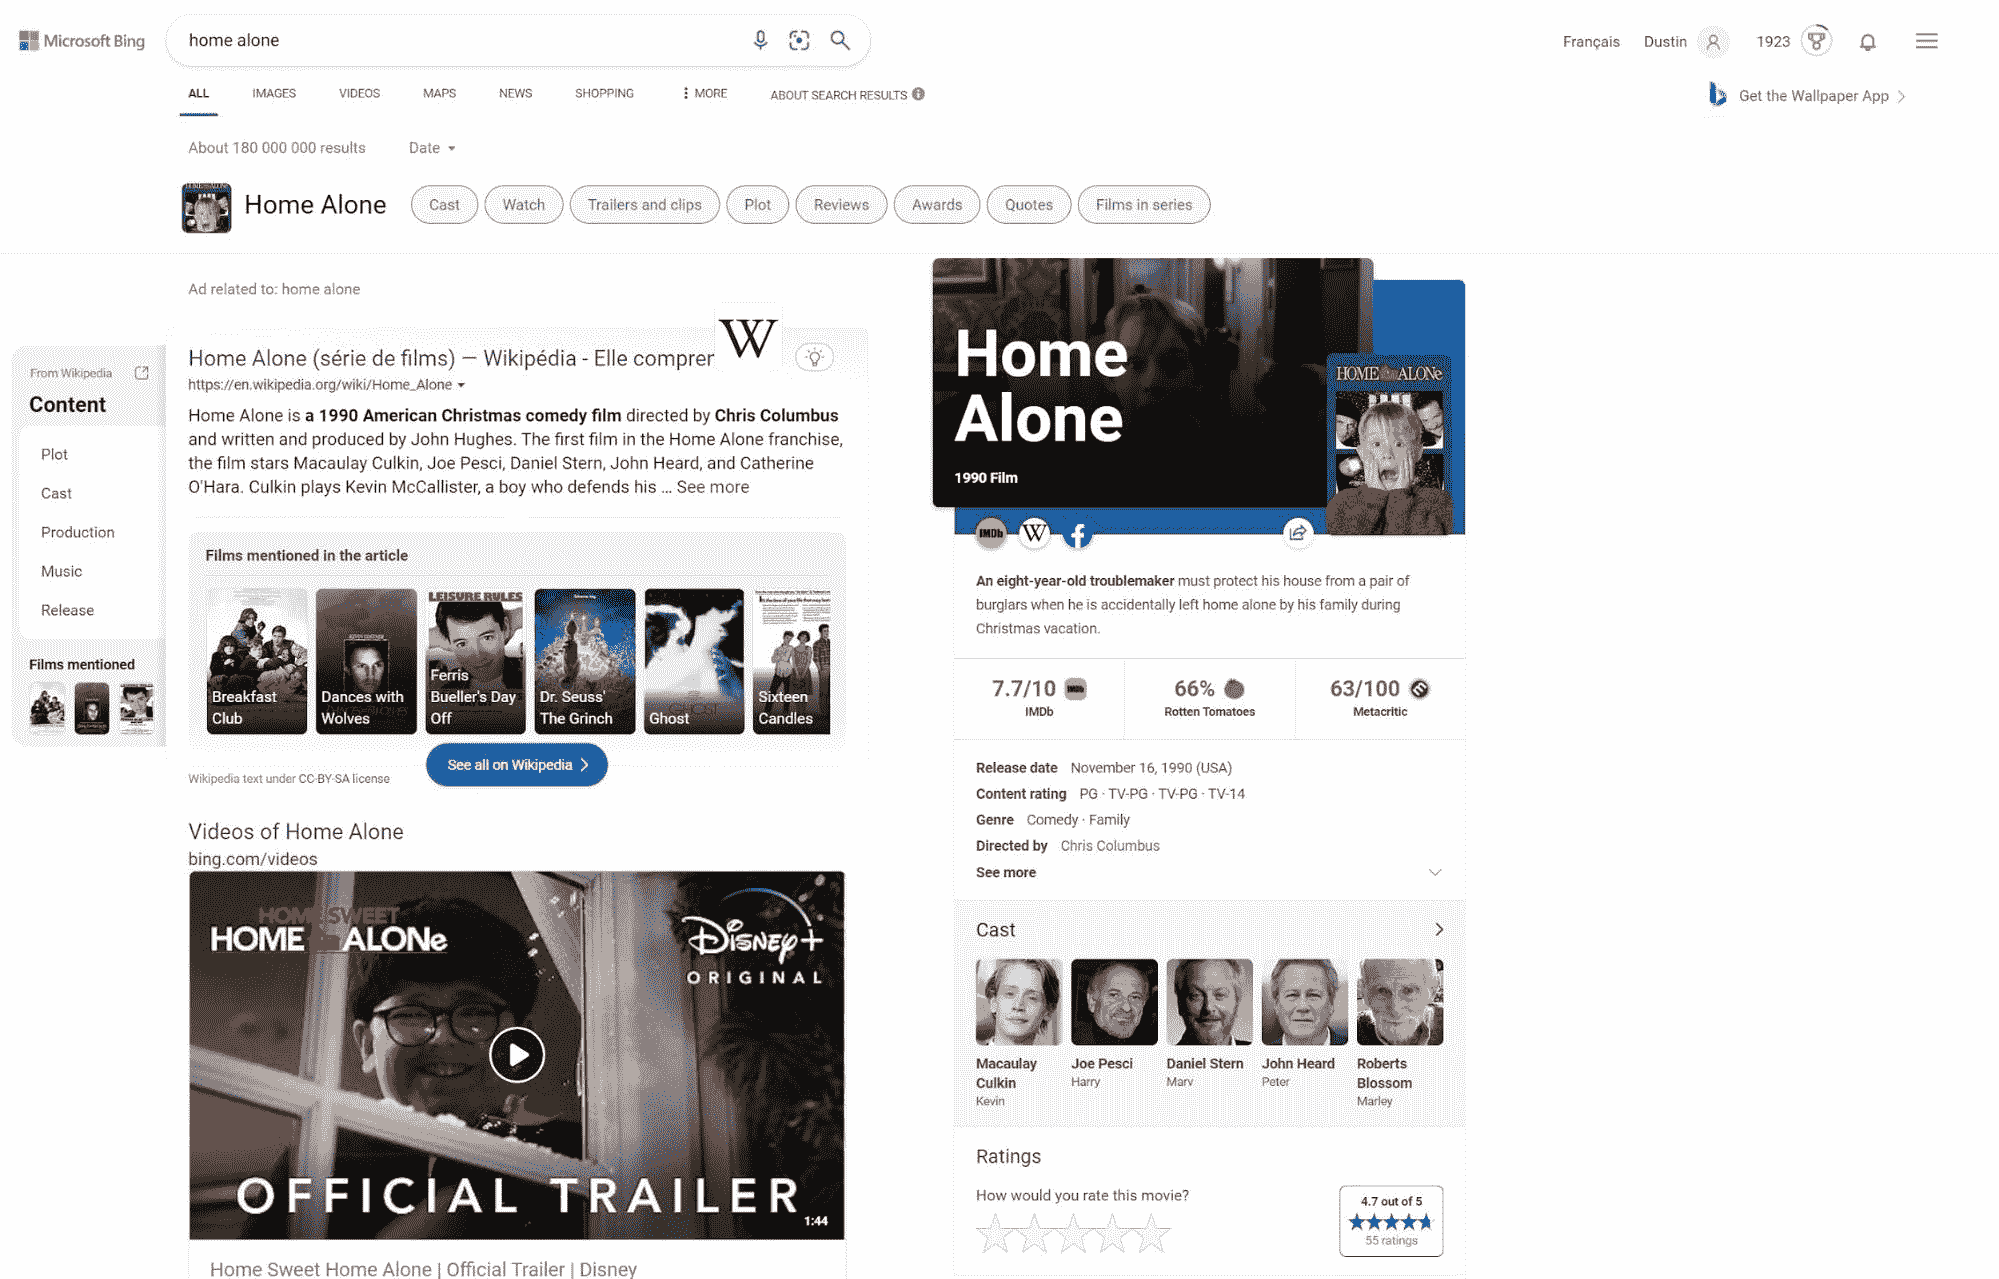 Microsoft Bing
home alone
Français
Dustin
1923
ALL
IMAGES
VIDEOS
MAPS
NEWS
SHOPPING
MORE
ABOUT SEARCH RESULTS
Get the Wallpaper App
About 180 000 000 results
Date
Home Alone
Cast
Watch
Trailers and clips
Plot
Reviews
Awards
Quotes
Films in series
Ad related to: home alone
From Wikipedia
Content
Plot
Cast
Production
Music
Release
Films mentioned
W
Home Alone (série de films) — Wikipédia - Elle comprer
https://en.wikipedia.org/wiki/Home_Alone
Home Alone is a 1990 American Christmas comedy film directed by Chris Columbus
and written and produced by John Hughes. The first film in the Home Alone franchise,
the film stars Macaulay Culkin, Joe Pesci, Daniel Stern, John Heard, and Catherine
O'Hara. Culkin plays Kevin McCallister, a boy who defends his ... See more
Films mentioned in the article
Breakfast
Club
Dances with
Wolves
LEISURE RULES
Ferris
Bueller's Day
Off
Dr. Seuss'
The Grinch
GHOST
Ghost
Sixteen
Candles
See all on Wikipedia
Wikipedia text under CC-BY-SA license
Videos of Home Alone
bing.com/videos
HOME SWEET
HOME ALONe
Disney+
ORIGINAL
OFFICIAL TRAILER
1:44
Home Sweet Home Alone | Official Trailer | Disney
Home
Alone
1990 Film
HOME ALONe
IMDb
W
f
An eight-year-old troublemaker must protect his house from a pair of
burglars when he is accidentally left home alone by his family during
Christmas vacation.
7.7/10 IMDb
IMDb
66%
Rotten Tomatoes
63/100
Metacritic
Release date November 16, 1990 (USA)
Content rating PG · TV-PG · TV-PG · TV-14
Genre Comedy · Family
Directed by Chris Columbus
See more
Cast
Macaulay
Culkin
Kevin
Joe Pesci
Harry
Daniel Stern
Marv
John Heard
Peter
Roberts
Blossom
Marley
Ratings
How would you rate this movie?
4.7 out of 5
55 ratings